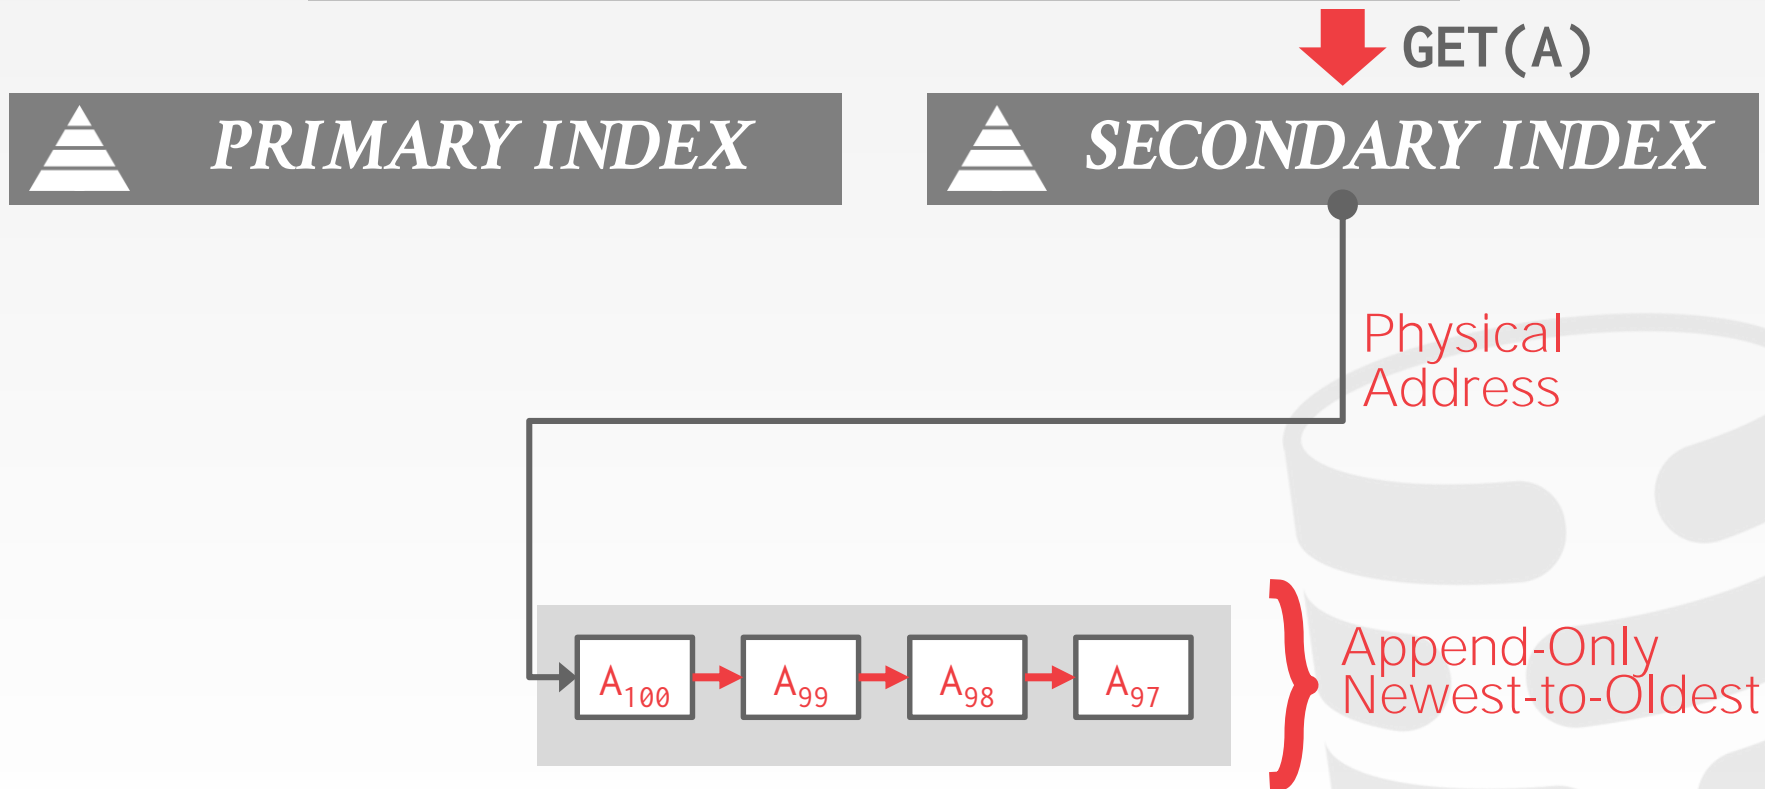 GET(A)
PRIMARY INDEX
SECONDARY INDEX
Physical
Address
A100
A99
A98
A97
Append-Only
Newest-to-Oldest